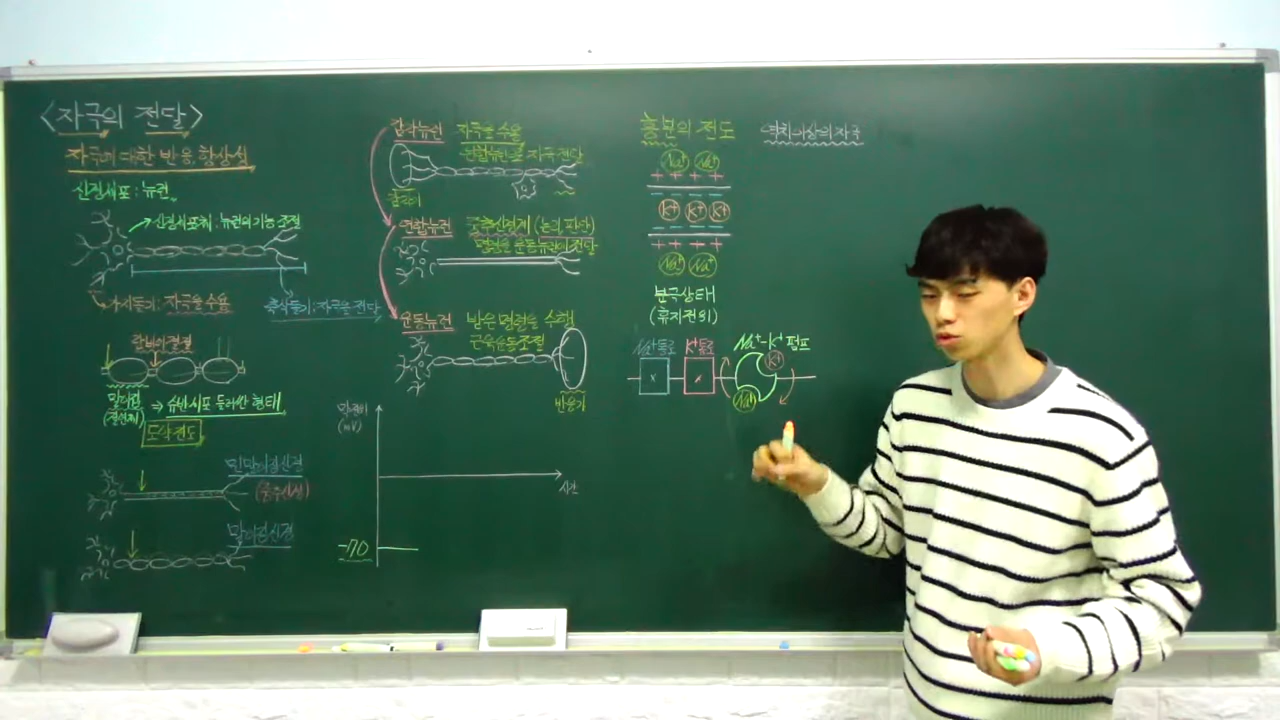 <자극의 전달>
자극에 대한 반응, 항상성
신경세포 : 뉴런
신경세포체 : 뉴런의 기능 조절
가지돌기 : 자극을 수용
축삭돌기 : 자극을 전달
랑비에결절
말이집
(절연체)
⇒ 슈반세포 둘러싼 형태
도약전도
민말이집신경
말이집신경
감각뉴런 자극을 수용
연합뉴런으로 자극 전달
감각기
연합뉴런 중추신경계 (뇌의 판단)
명령을 운동뉴런에 전달
운동뉴런 받은 명령을 수행
근육운동조절
반응기
막전위
(mV)
시간
-70
흥분의 전도
역치 이상의 자극
Na⁺ Na⁺
+ + + +
- - - -
K⁺ K⁺ K⁺
- - - -
+ + + +
Na⁺ Na⁺
분극상태
(휴지전위)
Na⁺통로 K⁺통로 Na⁺-K⁺ 펌프
x x
K⁺
Na⁺